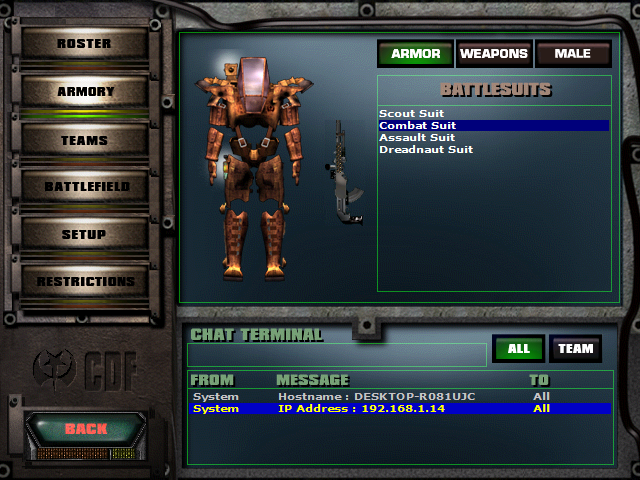 ROSTER
ARMORY
TEAMS
BATTLEFIELD
SETUP
RESTRICTIONS
CDF
BACK
ARMOR WEAPONS MALE
BATTLESUITS
Scout Suit
Combat Suit
Assault Suit
Dreadnaut Suit
CHAT TERMINAL
ALL TEAM
FROM MESSAGE TO
System Hostname : DESKTOP-R081UJC All
System IP Address : 192.168.1.14 All